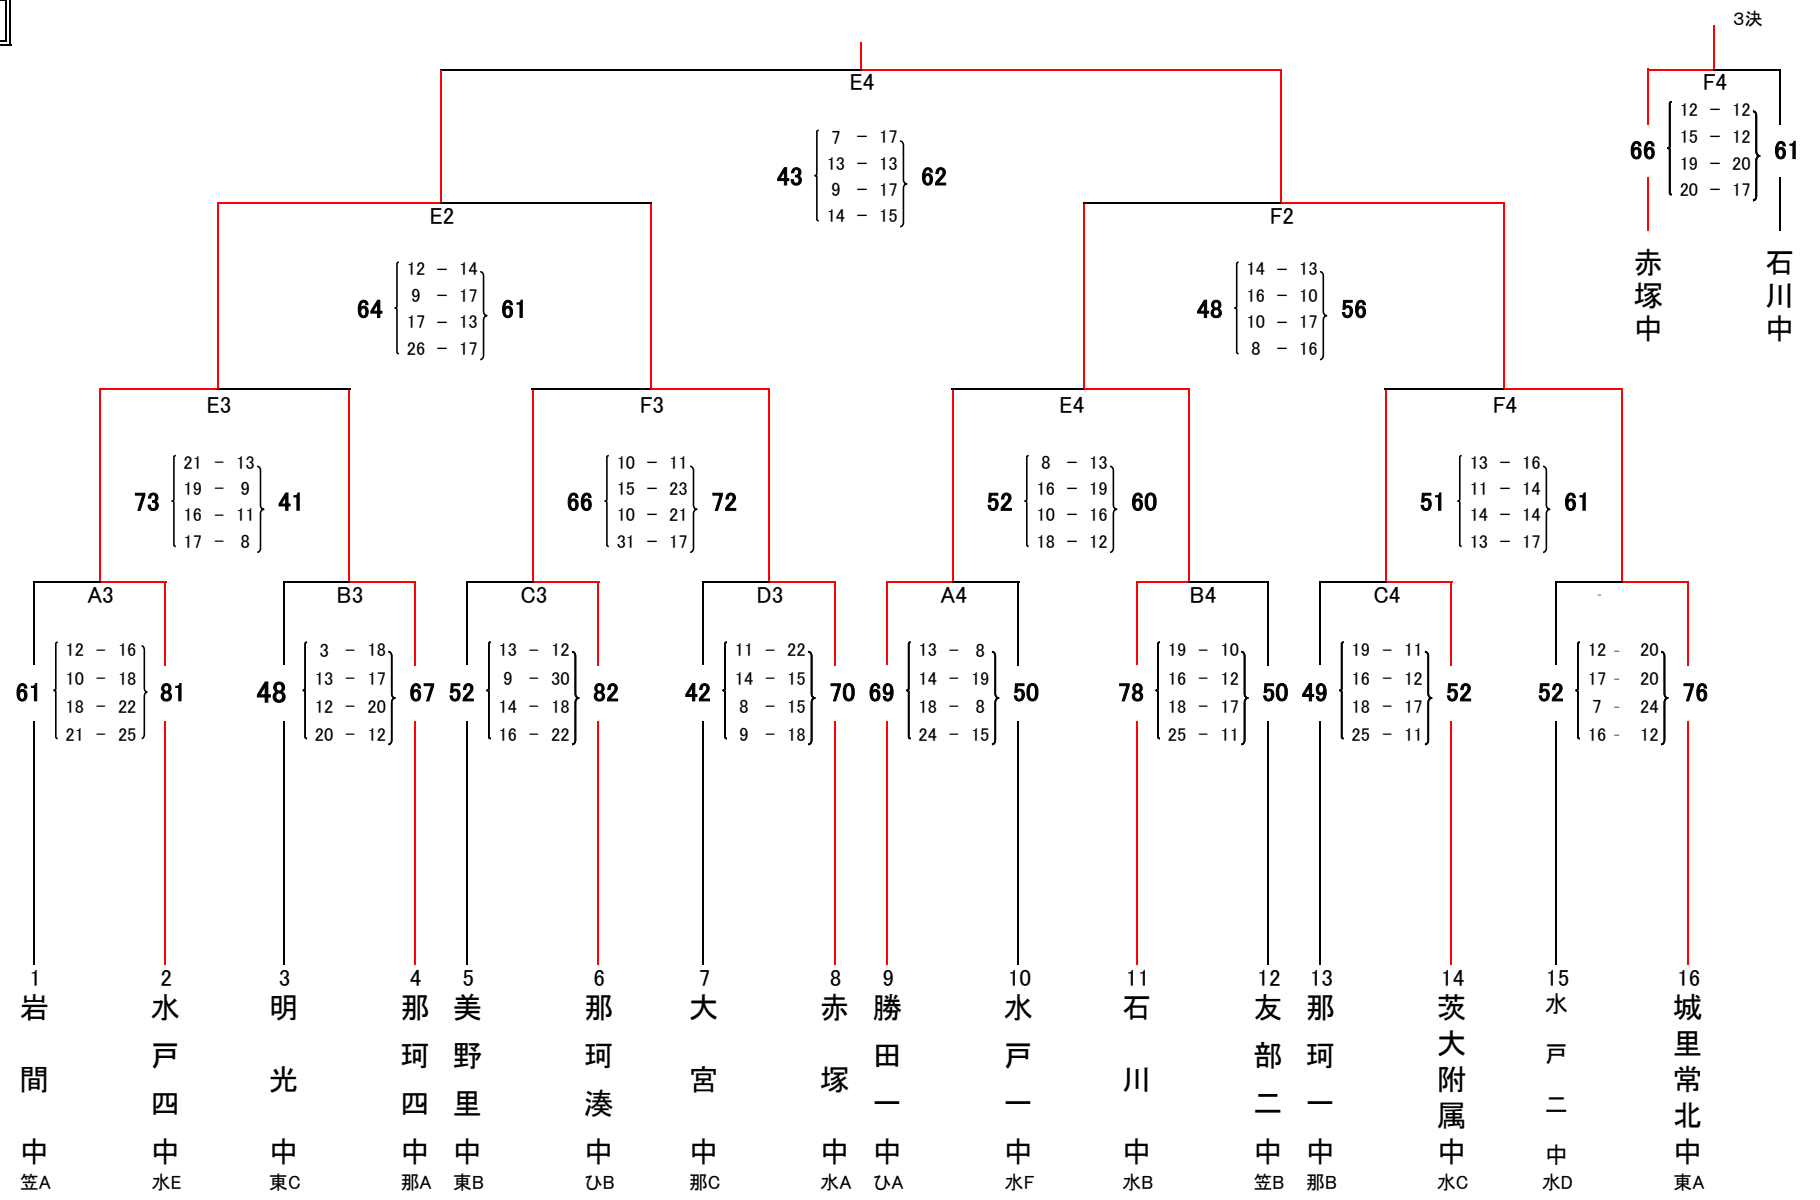 3決
E4
F4
7 − 17
13 − 13
9 − 17
14 − 15
43
62
12 − 12
15 − 12
19 − 20
20 − 17
66
61
赤塚中
石川中
E2
F2
12 − 14
9 − 17
17 − 13
26 − 17
64
61
14 − 13
16 − 10
10 − 17
8 − 16
48
56
E3
F3
E4
F4
21 − 13
19 − 9
16 − 11
17 − 8
73
41
10 − 11
15 − 23
10 − 21
31 − 17
66
72
8 − 13
16 − 19
10 − 16
18 − 12
52
60
13 − 16
11 − 14
14 − 14
13 − 17
51
61
A3
B3
C3
D3
A4
B4
C4
-
12 − 16
10 − 18
18 − 22
21 − 25
61
81
3 − 18
13 − 17
12 − 20
20 − 12
48
67
13 − 12
9 − 30
14 − 18
16 − 22
52
82
11 − 22
14 − 15
8 − 15
9 − 18
42
70
13 − 8
14 − 19
18 − 8
24 − 15
69
50
19 − 10
16 − 12
18 − 17
25 − 11
78
50
19 − 11
16 − 12
18 − 17
25 − 11
49
52
12 - 20
17 - 20
7 - 24
16 - 12
52
76
1
岩間中
笠A
2
水戸四中
水E
3
明光中
東C
4
那珂四中
那A
5
美野里中
東B
6
那珂湊中
ひB
7
大宮中
那C
8
赤塚中
水A
9
勝田一中
ひA
10
水戸一中
水F
11
石川中
水B
12
友部二中
笠B
13
那珂一中
那B
14
茨大附属中
水C
15
水戸二中
水D
16
城里常北中
東A